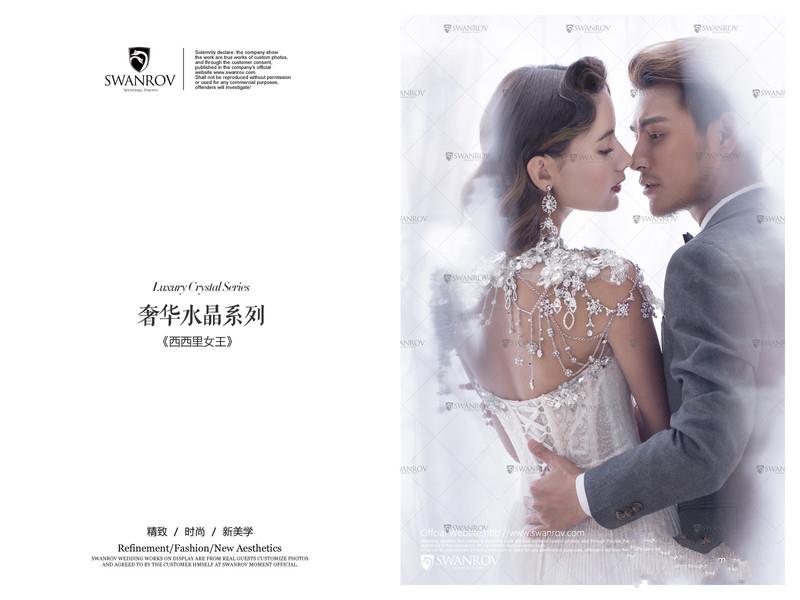 SWANROV
WEDDING PHOTO
Solemnly declare: the company show
the work are true works of custom photos,
and through the customer consent,
published in the company's official
website www.swanrov.com
Shall not be reproduced without permission
or used for any commercial purposes,
offenders will investigate!
Luxury Crystal Series
奢华水晶系列
《西西里女王》
精致 / 时尚 / 新美学
Refinement/Fashion/New Aesthetics
SWANROV WEDDING WORKS ON DISPLAY ARE FROM REAL GUESTS CUSTOMIZE PHOTOS
AND AGREED TO BY THE CUSTOMER HMSELF AT SWANROV MOMENT OFFICIAL.
SWANROV
Official Website:http://www.swanrov.com
SWANROV